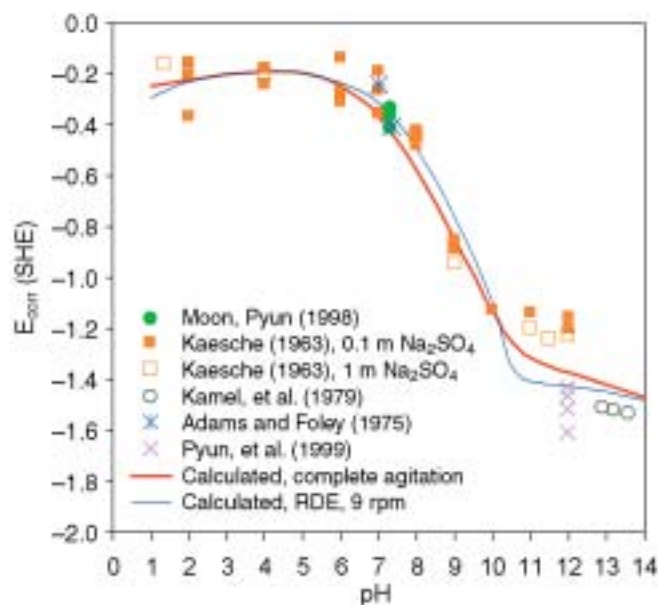 0.0
–0.2
–0.4
–0.6
–0.8
–1.0
–1.2
–1.4
–1.6
–1.8
–2.0
E_corr (SHE)
Moon, Pyun (1998)
Kaesche (1963), 0.1 m Na₂SO₄
Kaesche (1963), 1 m Na₂SO₄
Kamel, et al. (1979)
Adams and Foley (1975)
Pyun, et al. (1999)
Calculated, complete agitation
Calculated, RDE, 9 rpm
0 1 2 3 4 5 6 7 8 9 10 11 12 13 14
pH